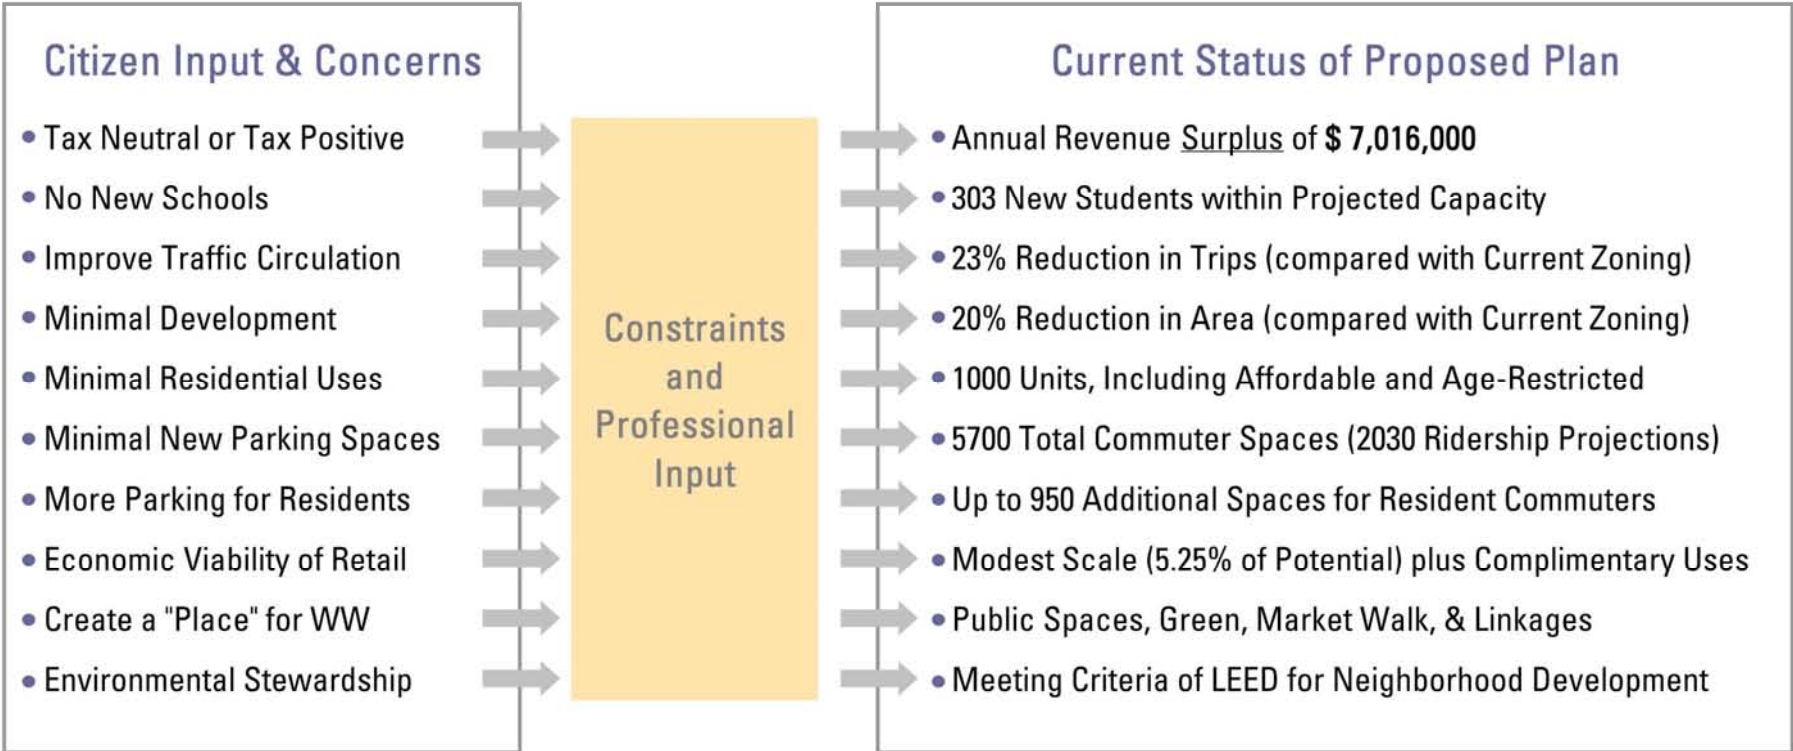 Citizen Input & Concerns
• Tax Neutral or Tax Positive
• No New Schools
• Improve Traffic Circulation
• Minimal Development
• Minimal Residential Uses
• Minimal New Parking Spaces
• More Parking for Residents
• Economic Viability of Retail
• Create a "Place" for WW
• Environmental Stewardship
Constraints
and
Professional
Input
Current Status of Proposed Plan
• Annual Revenue Surplus of $ 7,016,000
• 303 New Students within Projected Capacity
• 23% Reduction in Trips (compared with Current Zoning)
• 20% Reduction in Area (compared with Current Zoning)
• 1000 Units, Including Affordable and Age-Restricted
• 5700 Total Commuter Spaces (2030 Ridership Projections)
• Up to 950 Additional Spaces for Resident Commuters
• Modest Scale (5.25% of Potential) plus Complimentary Uses
• Public Spaces, Green, Market Walk, & Linkages
• Meeting Criteria of LEED for Neighborhood Development